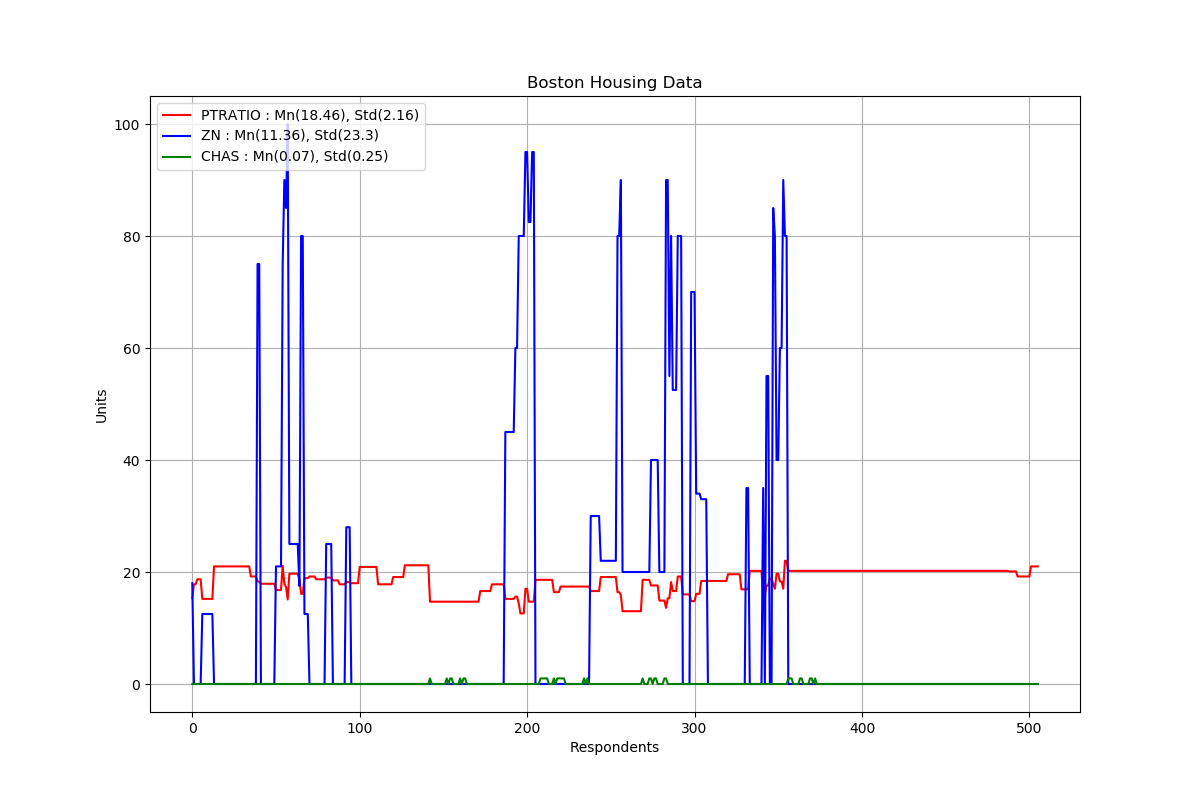 Boston Housing Data
PTRATIO : Mn(18.46), Std(2.16)
ZN : Mn(11.36), Std(23.3)
CHAS : Mn(0.07), Std(0.25)
100
80
60
40
20
0
Units
0 100 200 300 400 500
Respondents